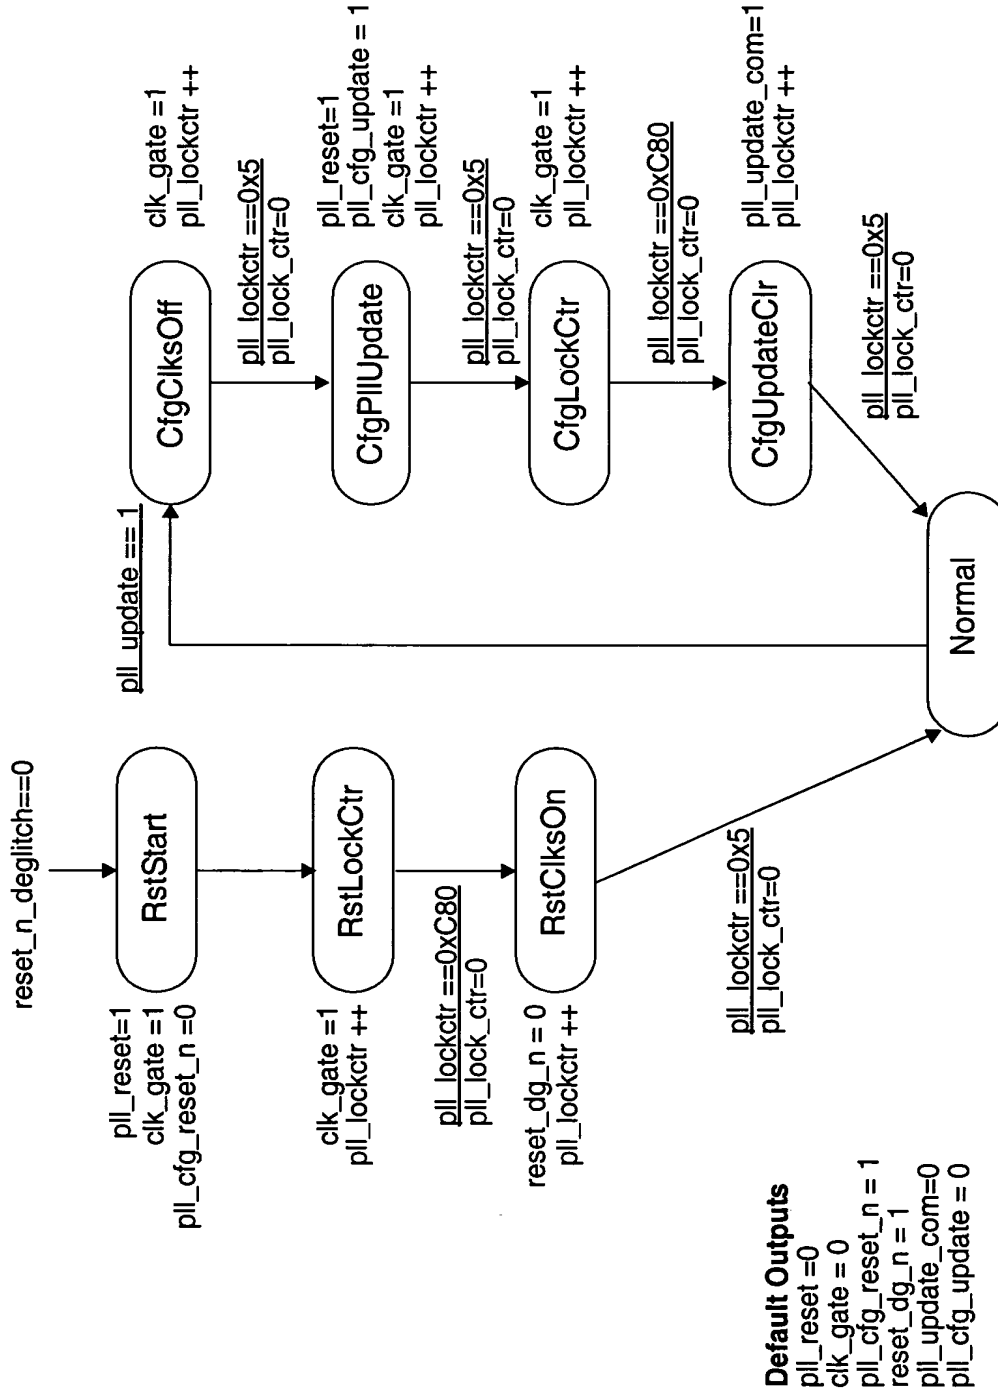 reset_n_deglitch==0
pll_reset=1
clk_gate =1
pll_cfg_reset_n =0
RstStart
clk_gate =1
pll_lockctr ++
RstLockCtr
pll_lockctr ==0xC80
pll_lock_ctr=0
reset_dg_n = 0
pll_lockctr ++
RstClksOn
pll_lockctr ==0x5
pll_lock_ctr=0
pll_update == 1
CfgClksOff
clk_gate =1
pll_lockctr ++
pll_lockctr ==0x5
pll_lock_ctr=0
CfgPllUpdate
pll_reset=1
pll_cfg_update = 1
clk_gate =1
pll_lockctr ++
pll_lockctr ==0x5
pll_lock_ctr=0
CfgLockCtr
clk_gate =1
pll_lockctr ++
pll_lockctr ==0xC80
pll_lock_ctr=0
CfgUpdateClr
pll_update_com=1
pll_lockctr ++
pll_lockctr ==0x5
pll_lock_ctr=0
Normal
Default Outputs
pll_reset =0
clk_gate = 0
pll_cfg_reset_n = 1
reset_dg_n = 1
pll_update_com=0
pll_cfg_update = 0